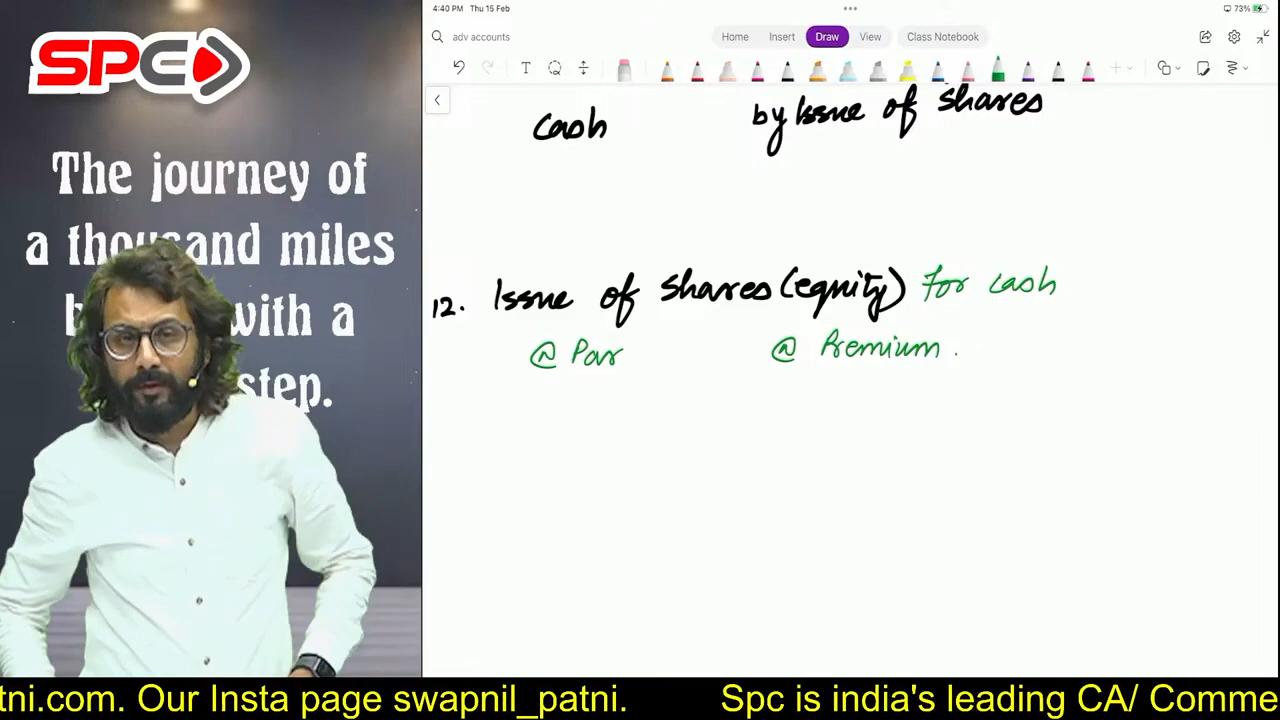 4:40 PM Thu 15 Feb
73%
adv accounts
Home Insert Draw View Class Notebook
SPC
The journey of
a thousand miles
with a
step.
cash by Issue of shares
12. Issue of shares (equity) for cash
@ Par @ Premium.
tni.com. Our Insta page swapnil_patni. Spc is india's leading CA/ Comme